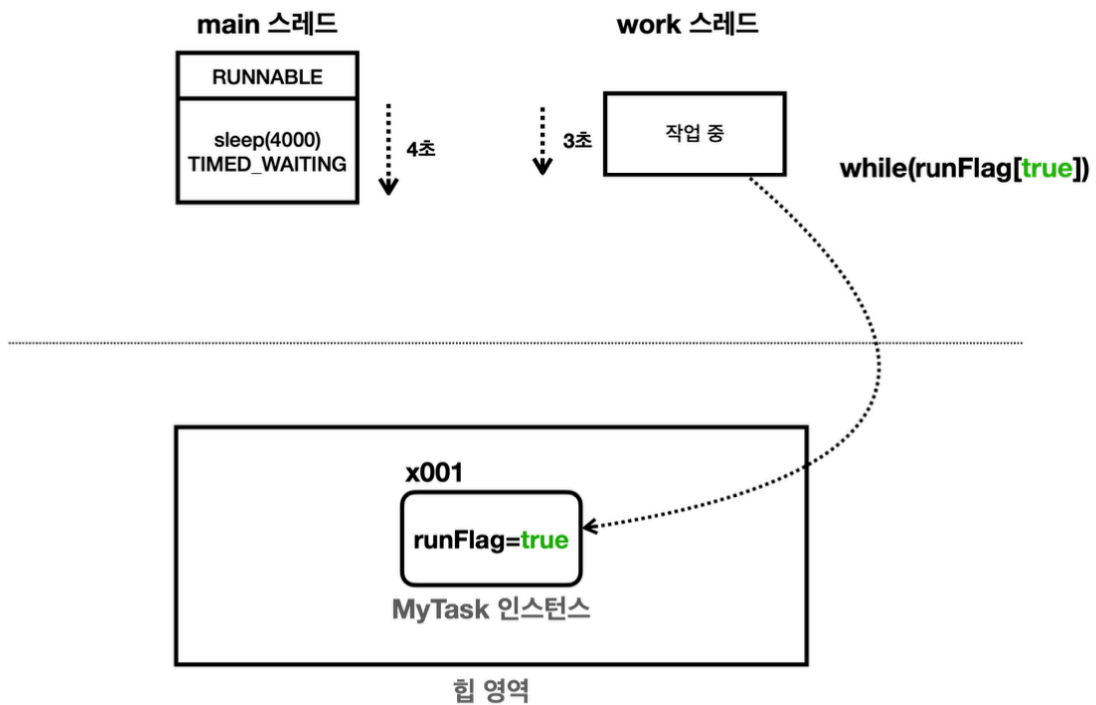 main 스레드
work 스레드
RUNNABLE
sleep(4000)
TIMED_WAITING
4초
3초
작업 중
while(runFlag[true])
x001
runFlag=true
MyTask 인스턴스
힙 영역